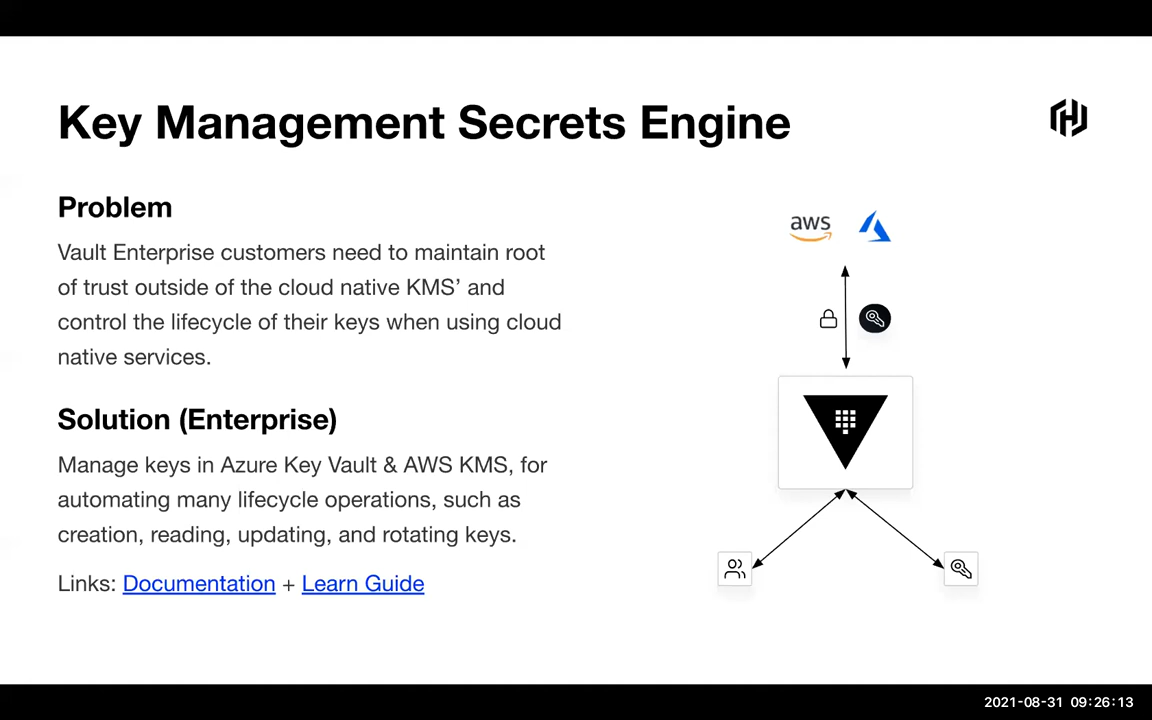 Key Management Secrets Engine
Problem
Vault Enterprise customers need to maintain root
of trust outside of the cloud native KMS’ and
control the lifecycle of their keys when using cloud
native services.
Solution (Enterprise)
Manage keys in Azure Key Vault & AWS KMS, for
automating many lifecycle operations, such as
creation, reading, updating, and rotating keys.
Links: Documentation + Learn Guide
aws
2021-08-31 09:26:13